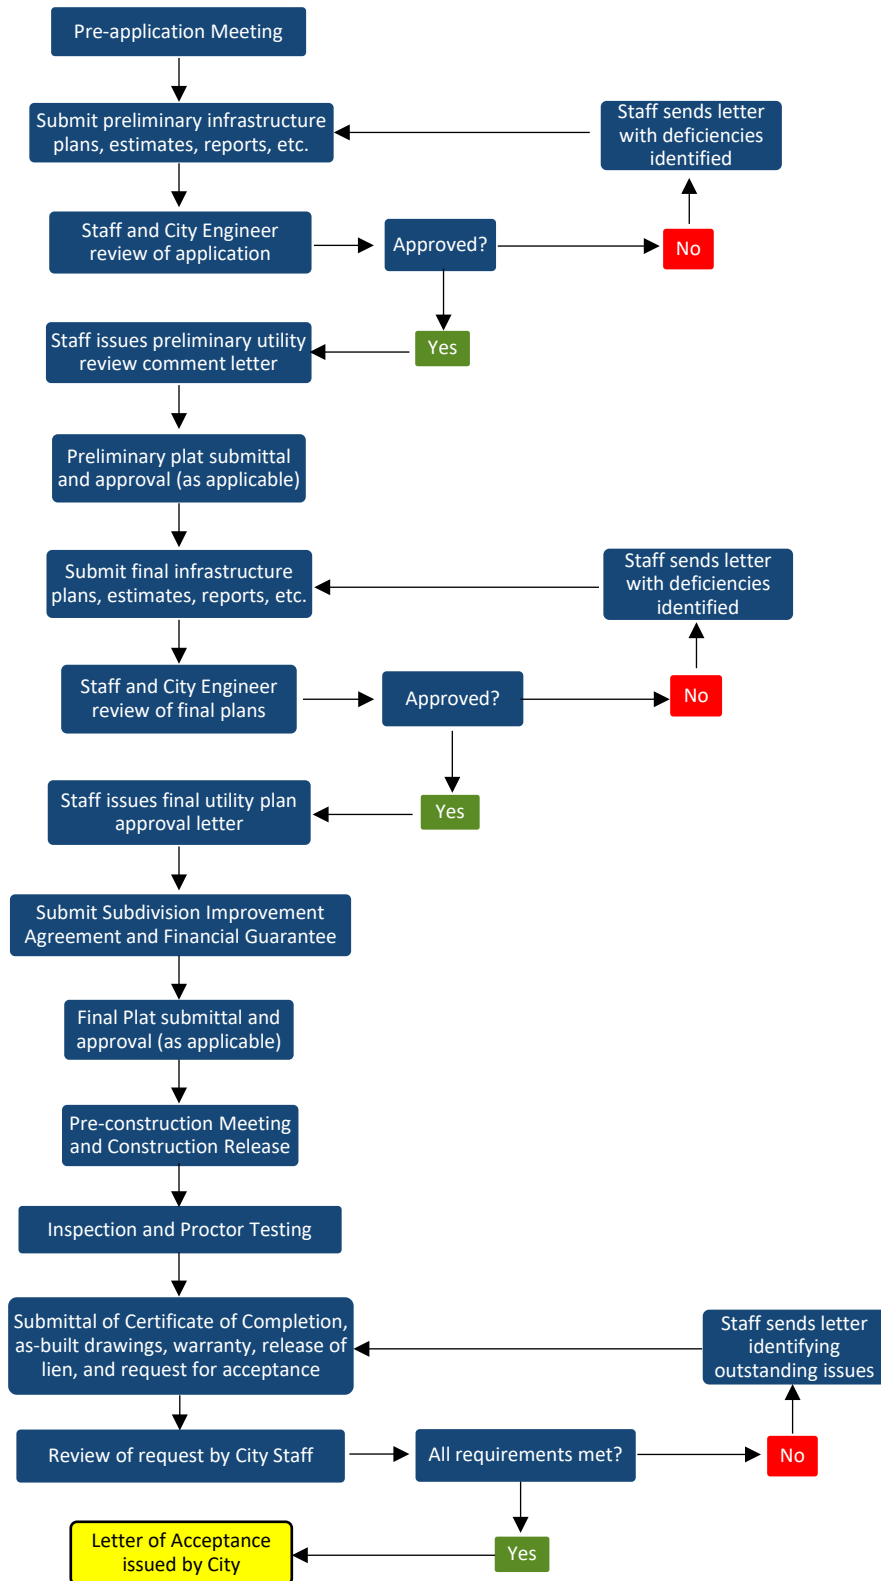 Pre-application Meeting
Submit preliminary infrastructure
plans, estimates, reports, etc.
Staff sends letter
with deficiencies
identified
Staff and City Engineer
review of application
Approved?
No
Yes
Staff issues preliminary utility
review comment letter
Preliminary plat submittal
and approval (as applicable)
Submit final infrastructure
plans, estimates, reports, etc.
Staff sends letter
with deficiencies
identified
Staff and City Engineer
review of final plans
Approved?
No
Yes
Staff issues final utility plan
approval letter
Submit Subdivision Improvement
Agreement and Financial Guarantee
Final Plat submittal and
approval (as applicable)
Pre-construction Meeting
and Construction Release
Inspection and Proctor Testing
Submittal of Certificate of Completion,
as-built drawings, warranty, release of
lien, and request for acceptance
Staff sends letter
identifying
outstanding issues
Review of request by City Staff
All requirements met?
No
Yes
Letter of Acceptance
issued by City